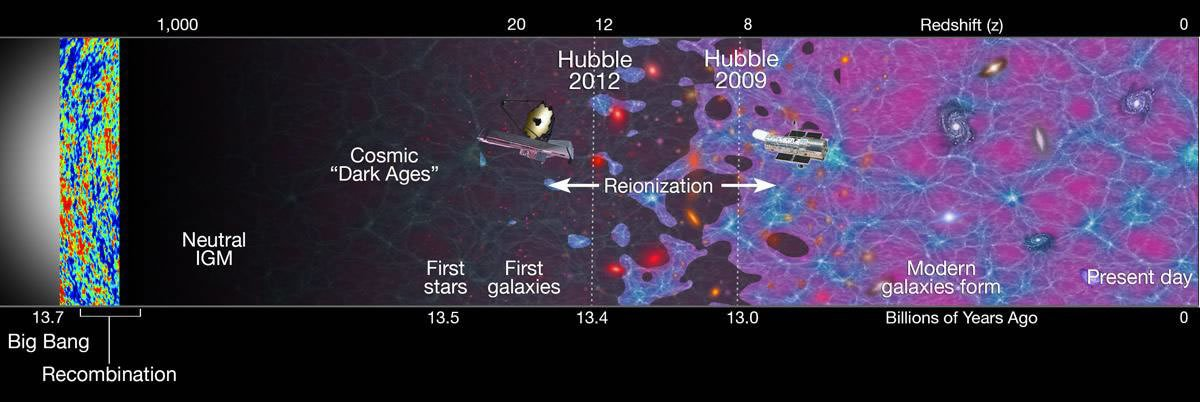 1,000 20 12 8 Redshift (z) 0
Hubble
2012
Hubble
2009
Cosmic
“Dark Ages”
Reionization
Neutral
IGM
First
stars
First
galaxies
Modern
galaxies form
Present day
13.7 13.5 13.4 13.0 Billions of Years Ago 0
Big Bang
Recombination